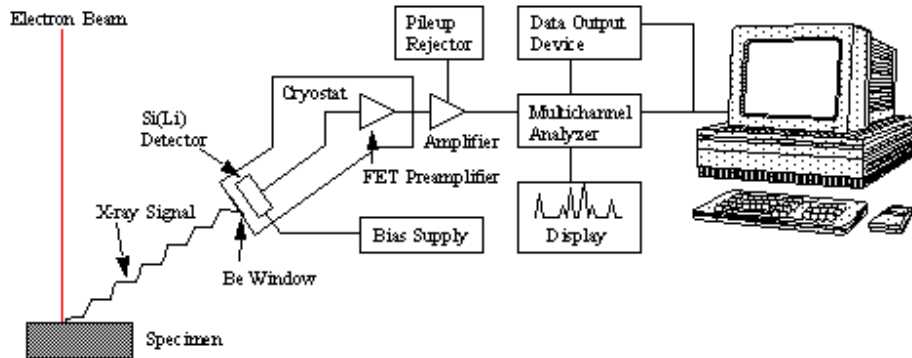 Electron Beam
Pileup
Rejector
Data Output
Device
Cryostat
Si(Li)
Detector
Amplifier
Multichannel
Analyzer
FET Preamplifier
X-ray Signal
Bias Supply
Display
Be Window
Specimen